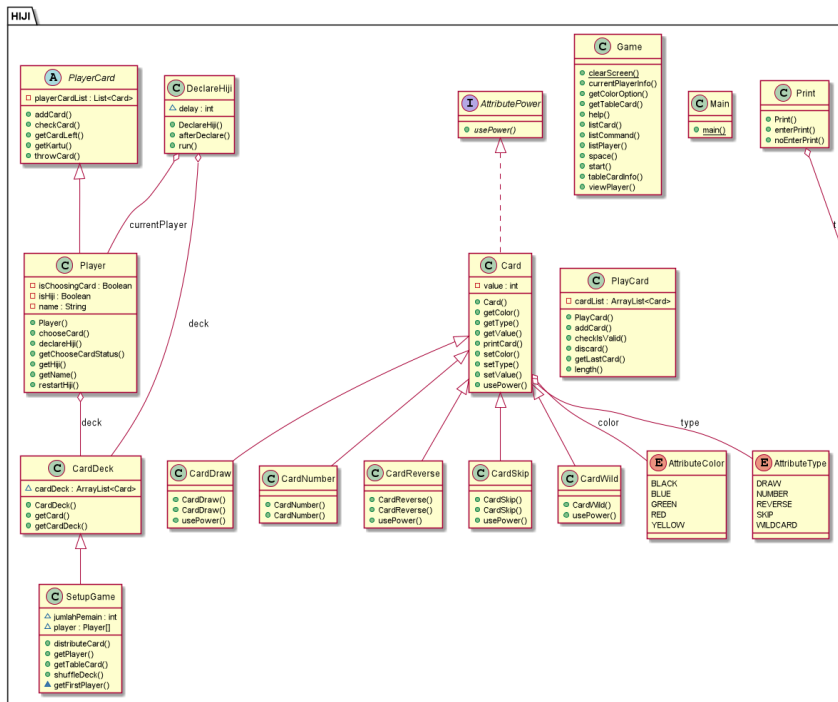 HIJI
A PlayerCard
playerCardList : List<Card>
addCard()
checkCard()
getCardLeft()
getKartu()
throwCard()
C DeclareHiji
delay : int
DeclareHiji()
afterDeclare()
run()
I AttributePower
usePower()
C Game
clearScreen()
currentPlayerInfo()
getColorOption()
getTableCard()
help()
listCard()
listCommand()
listPlayer()
space()
start()
tableCardInfo()
viewPlayer()
C Main
main()
C Print
Print()
enterPrint()
noEnterPrint()
currentPlayer
t
C Player
isChoosingCard : Boolean
isHiji : Boolean
name : String
Player()
chooseCard()
declareHiji()
getChooseCardStatus()
getHiji()
getName()
restartHiji()
deck
C Card
value : int
Card()
getColor()
getType()
getValue()
printCard()
setColor()
setType()
setValue()
usePower()
C PlayCard
cardList : ArrayList<Card>
PlayCard()
addCard()
checkIsValid()
discard()
getLastCard()
length()
deck
color
type
C CardDeck
cardDeck : ArrayList<Card>
CardDeck()
getCard()
getCardDeck()
C CardDraw
CardDraw()
CardDraw()
usePower()
C CardNumber
CardNumber()
CardNumber()
C CardReverse
CardReverse()
CardReverse()
usePower()
C CardSkip
CardSkip()
CardSkip()
usePower()
C CardWild
CardWild()
usePower()
E AttributeColor
BLACK
BLUE
GREEN
RED
YELLOW
E AttributeType
DRAW
NUMBER
REVERSE
SKIP
WILDCARD
C SetupGame
jumlahPemain : int
player : Player[]
distributeCard()
getPlayer()
getTableCard()
shuffleDeck()
getFirstPlayer()